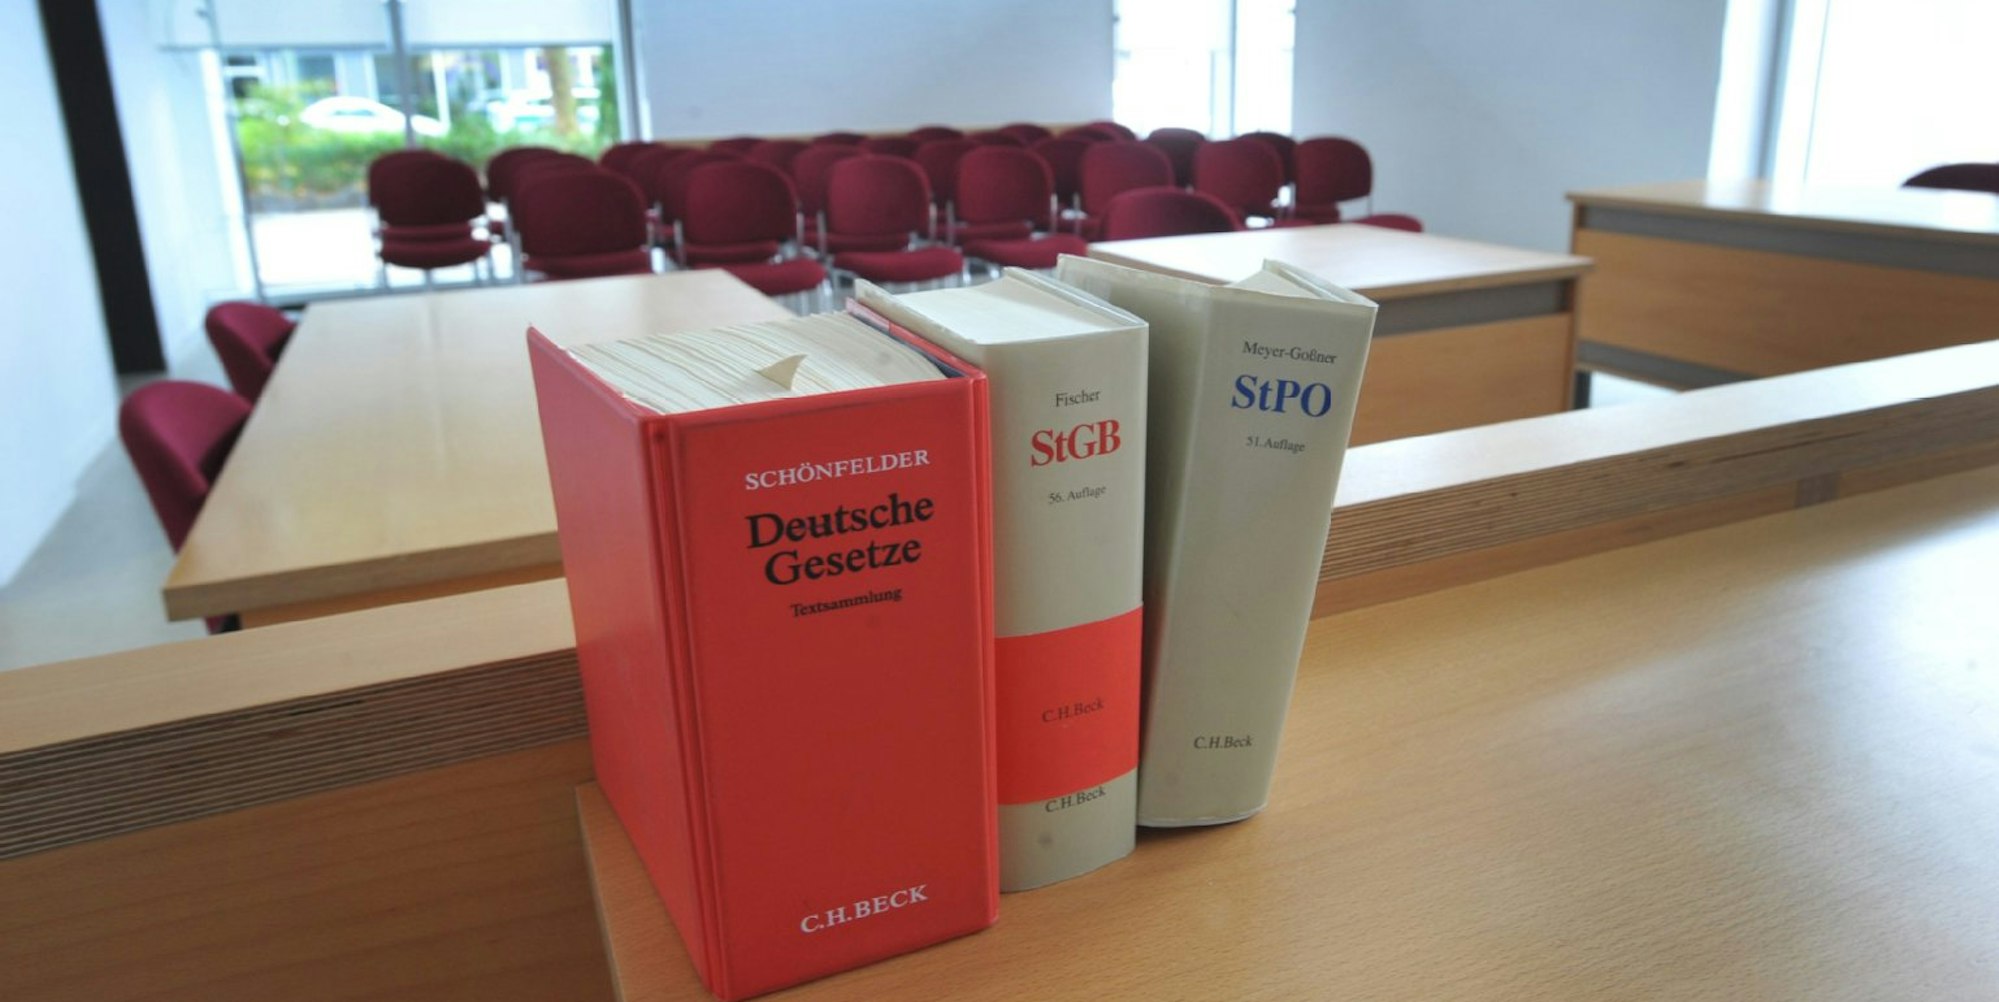 SCHÖNFELDER
Deutsche
Gesetze
Textsammlung
C.H.BECK
Fischer
StGB
56. Auflage
C.H.Beck
C.H.Beck
Meyer-Goßner
StPO
51. Auflage
C.H.Beck